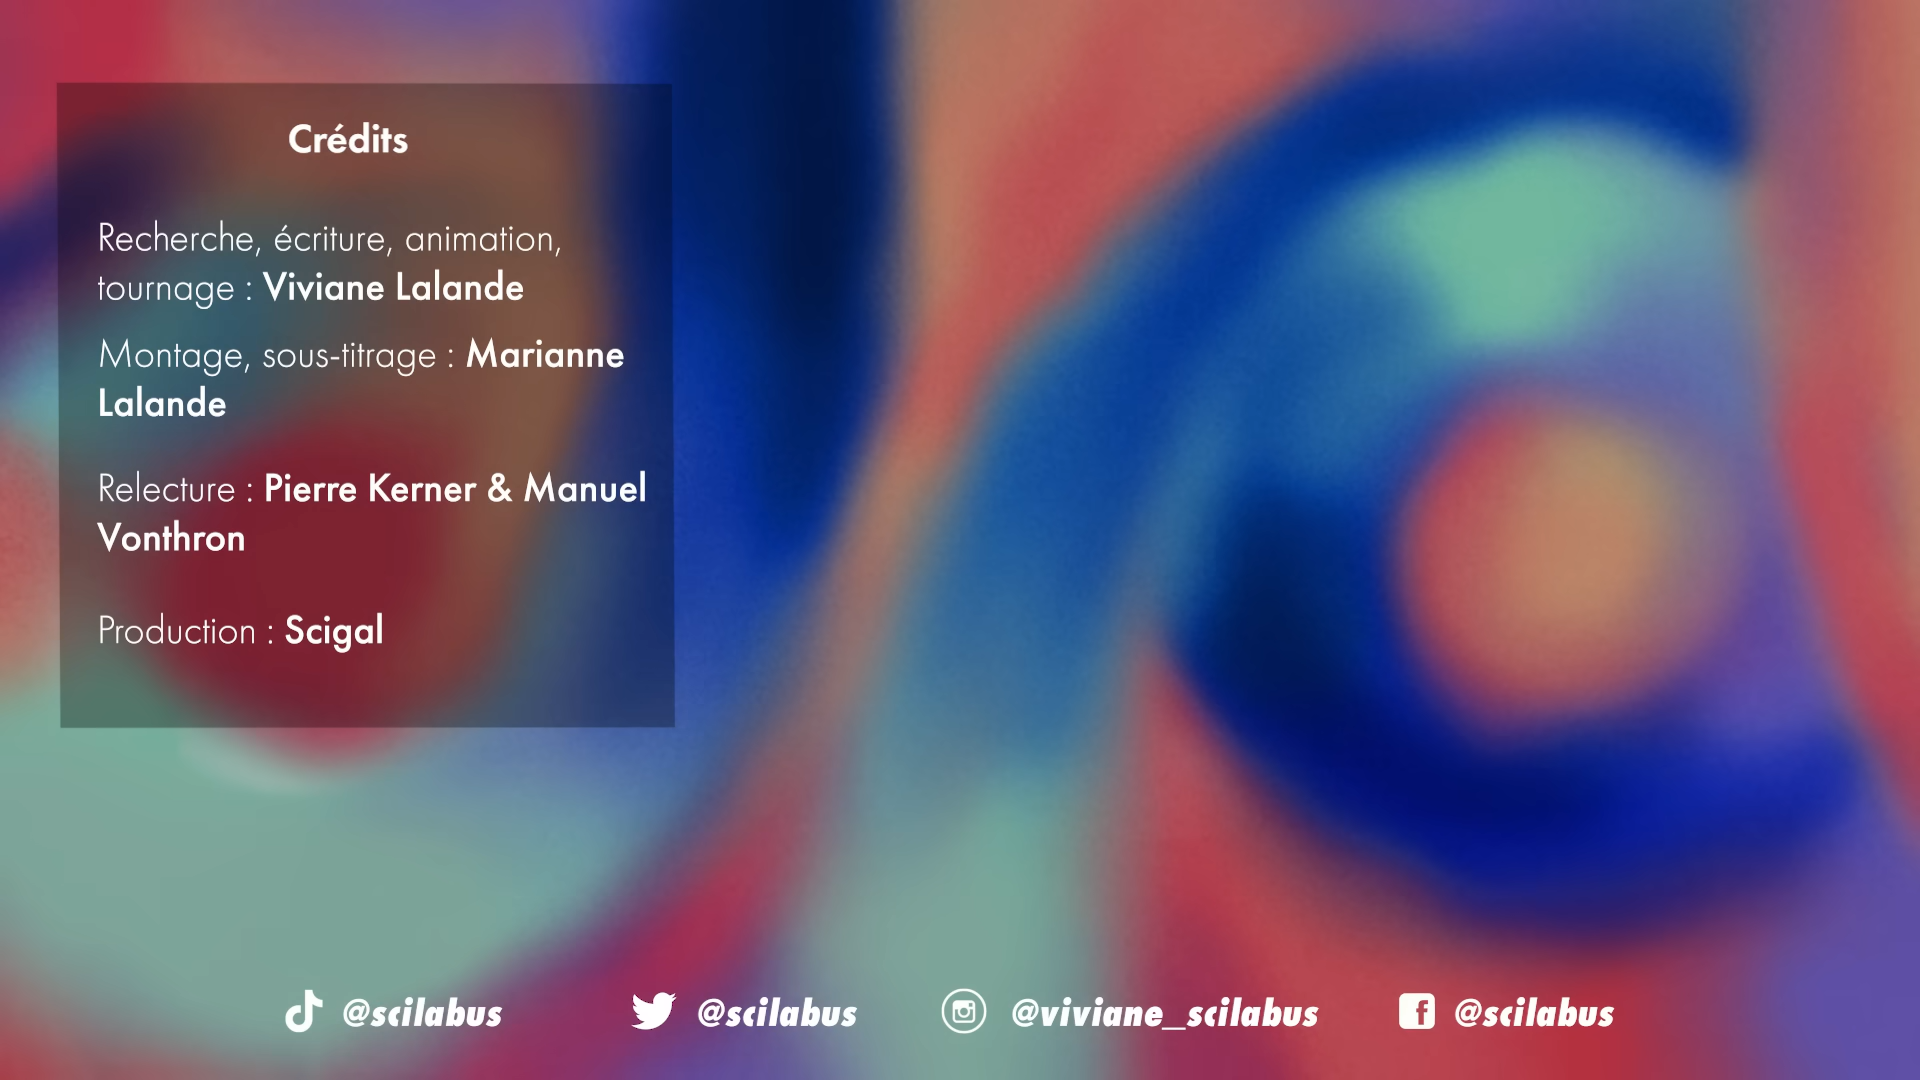 Crédits
Recherche, écriture, animation,
tournage : Viviane Lalande
Montage, sous-titrage : Marianne
Lalande
Relecture : Pierre Kerner & Manuel
Vonthron
Production : Scigal
@scilabus @scilabus @viviane_scilabus @scilabus